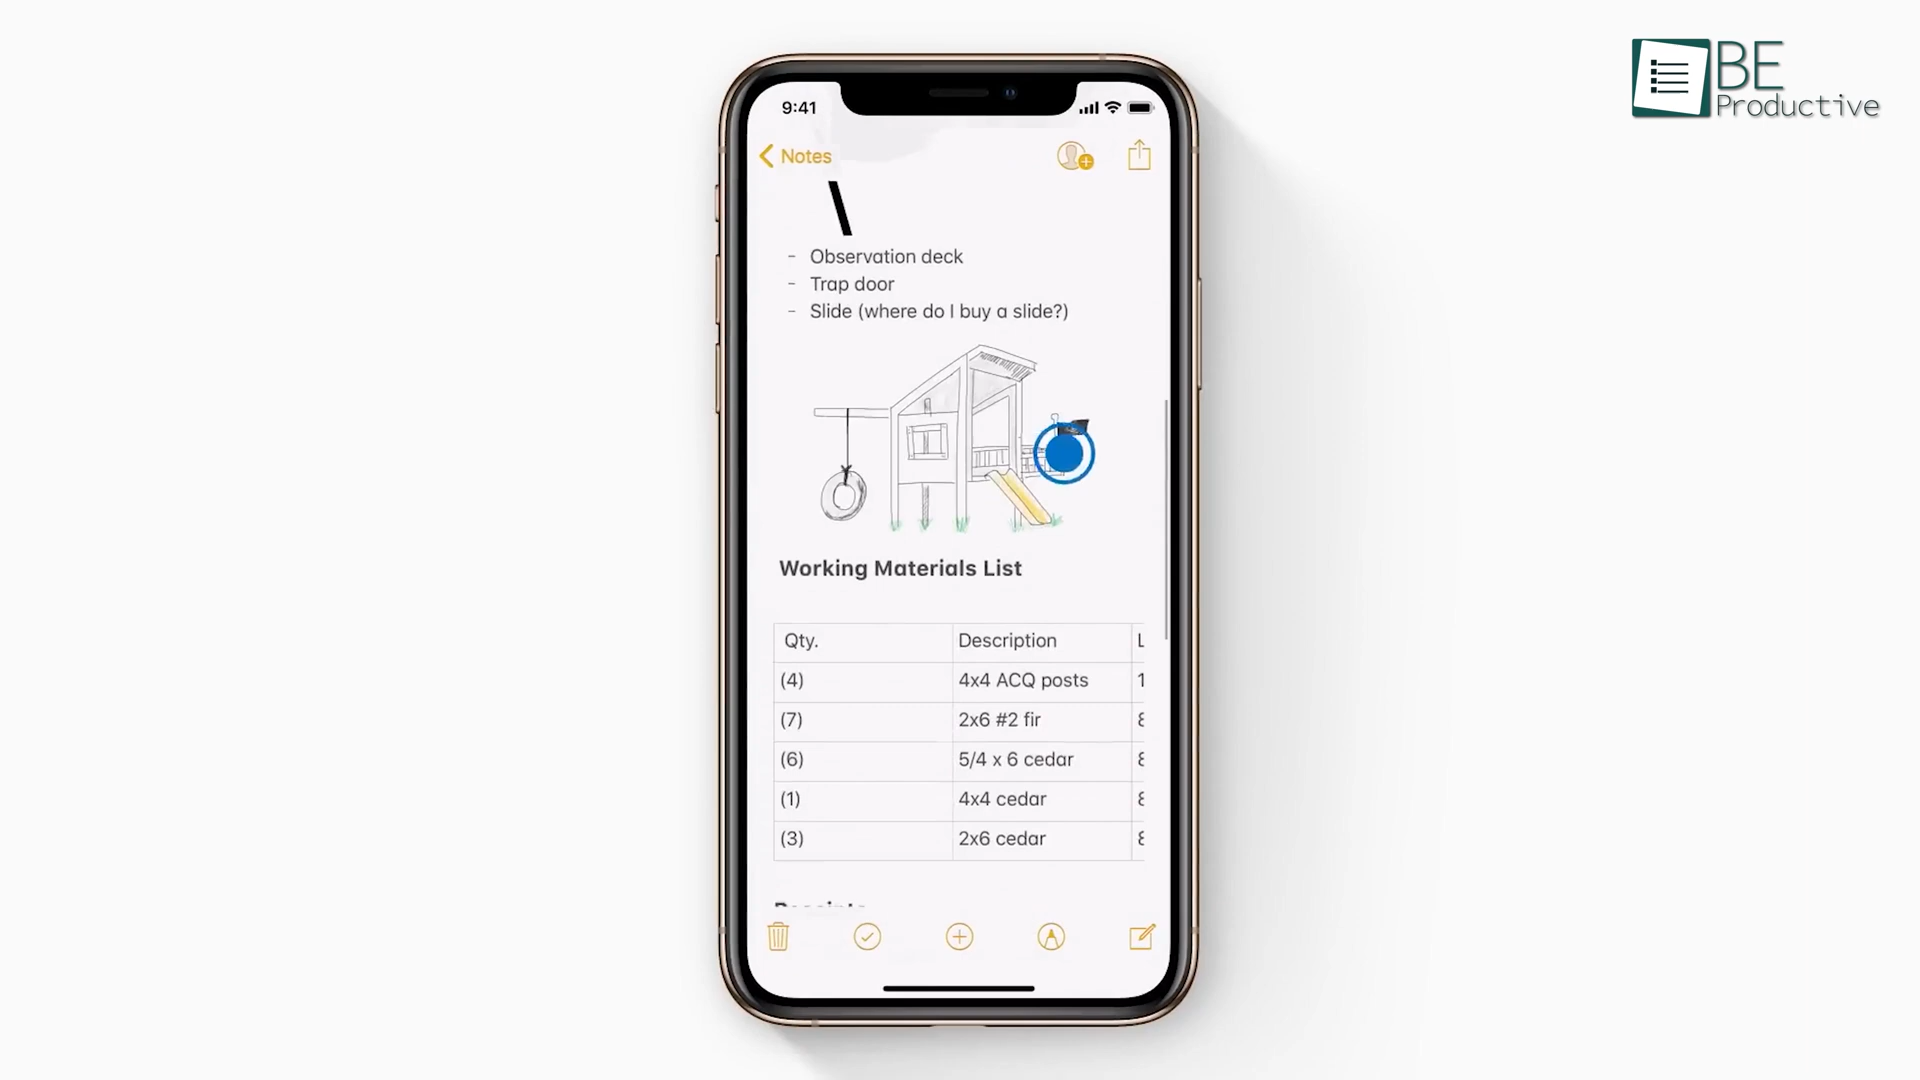 BE
Productive
9:41
Notes
- Observation deck
- Trap door
- Slide (where do I buy a slide?)
Working Materials List
Qty. Description L
(4) 4x4 ACQ posts 1
(7) 2x6 #2 fir
(6) 5/4 x 6 cedar
(1) 4x4 cedar
(3) 2x6 cedar